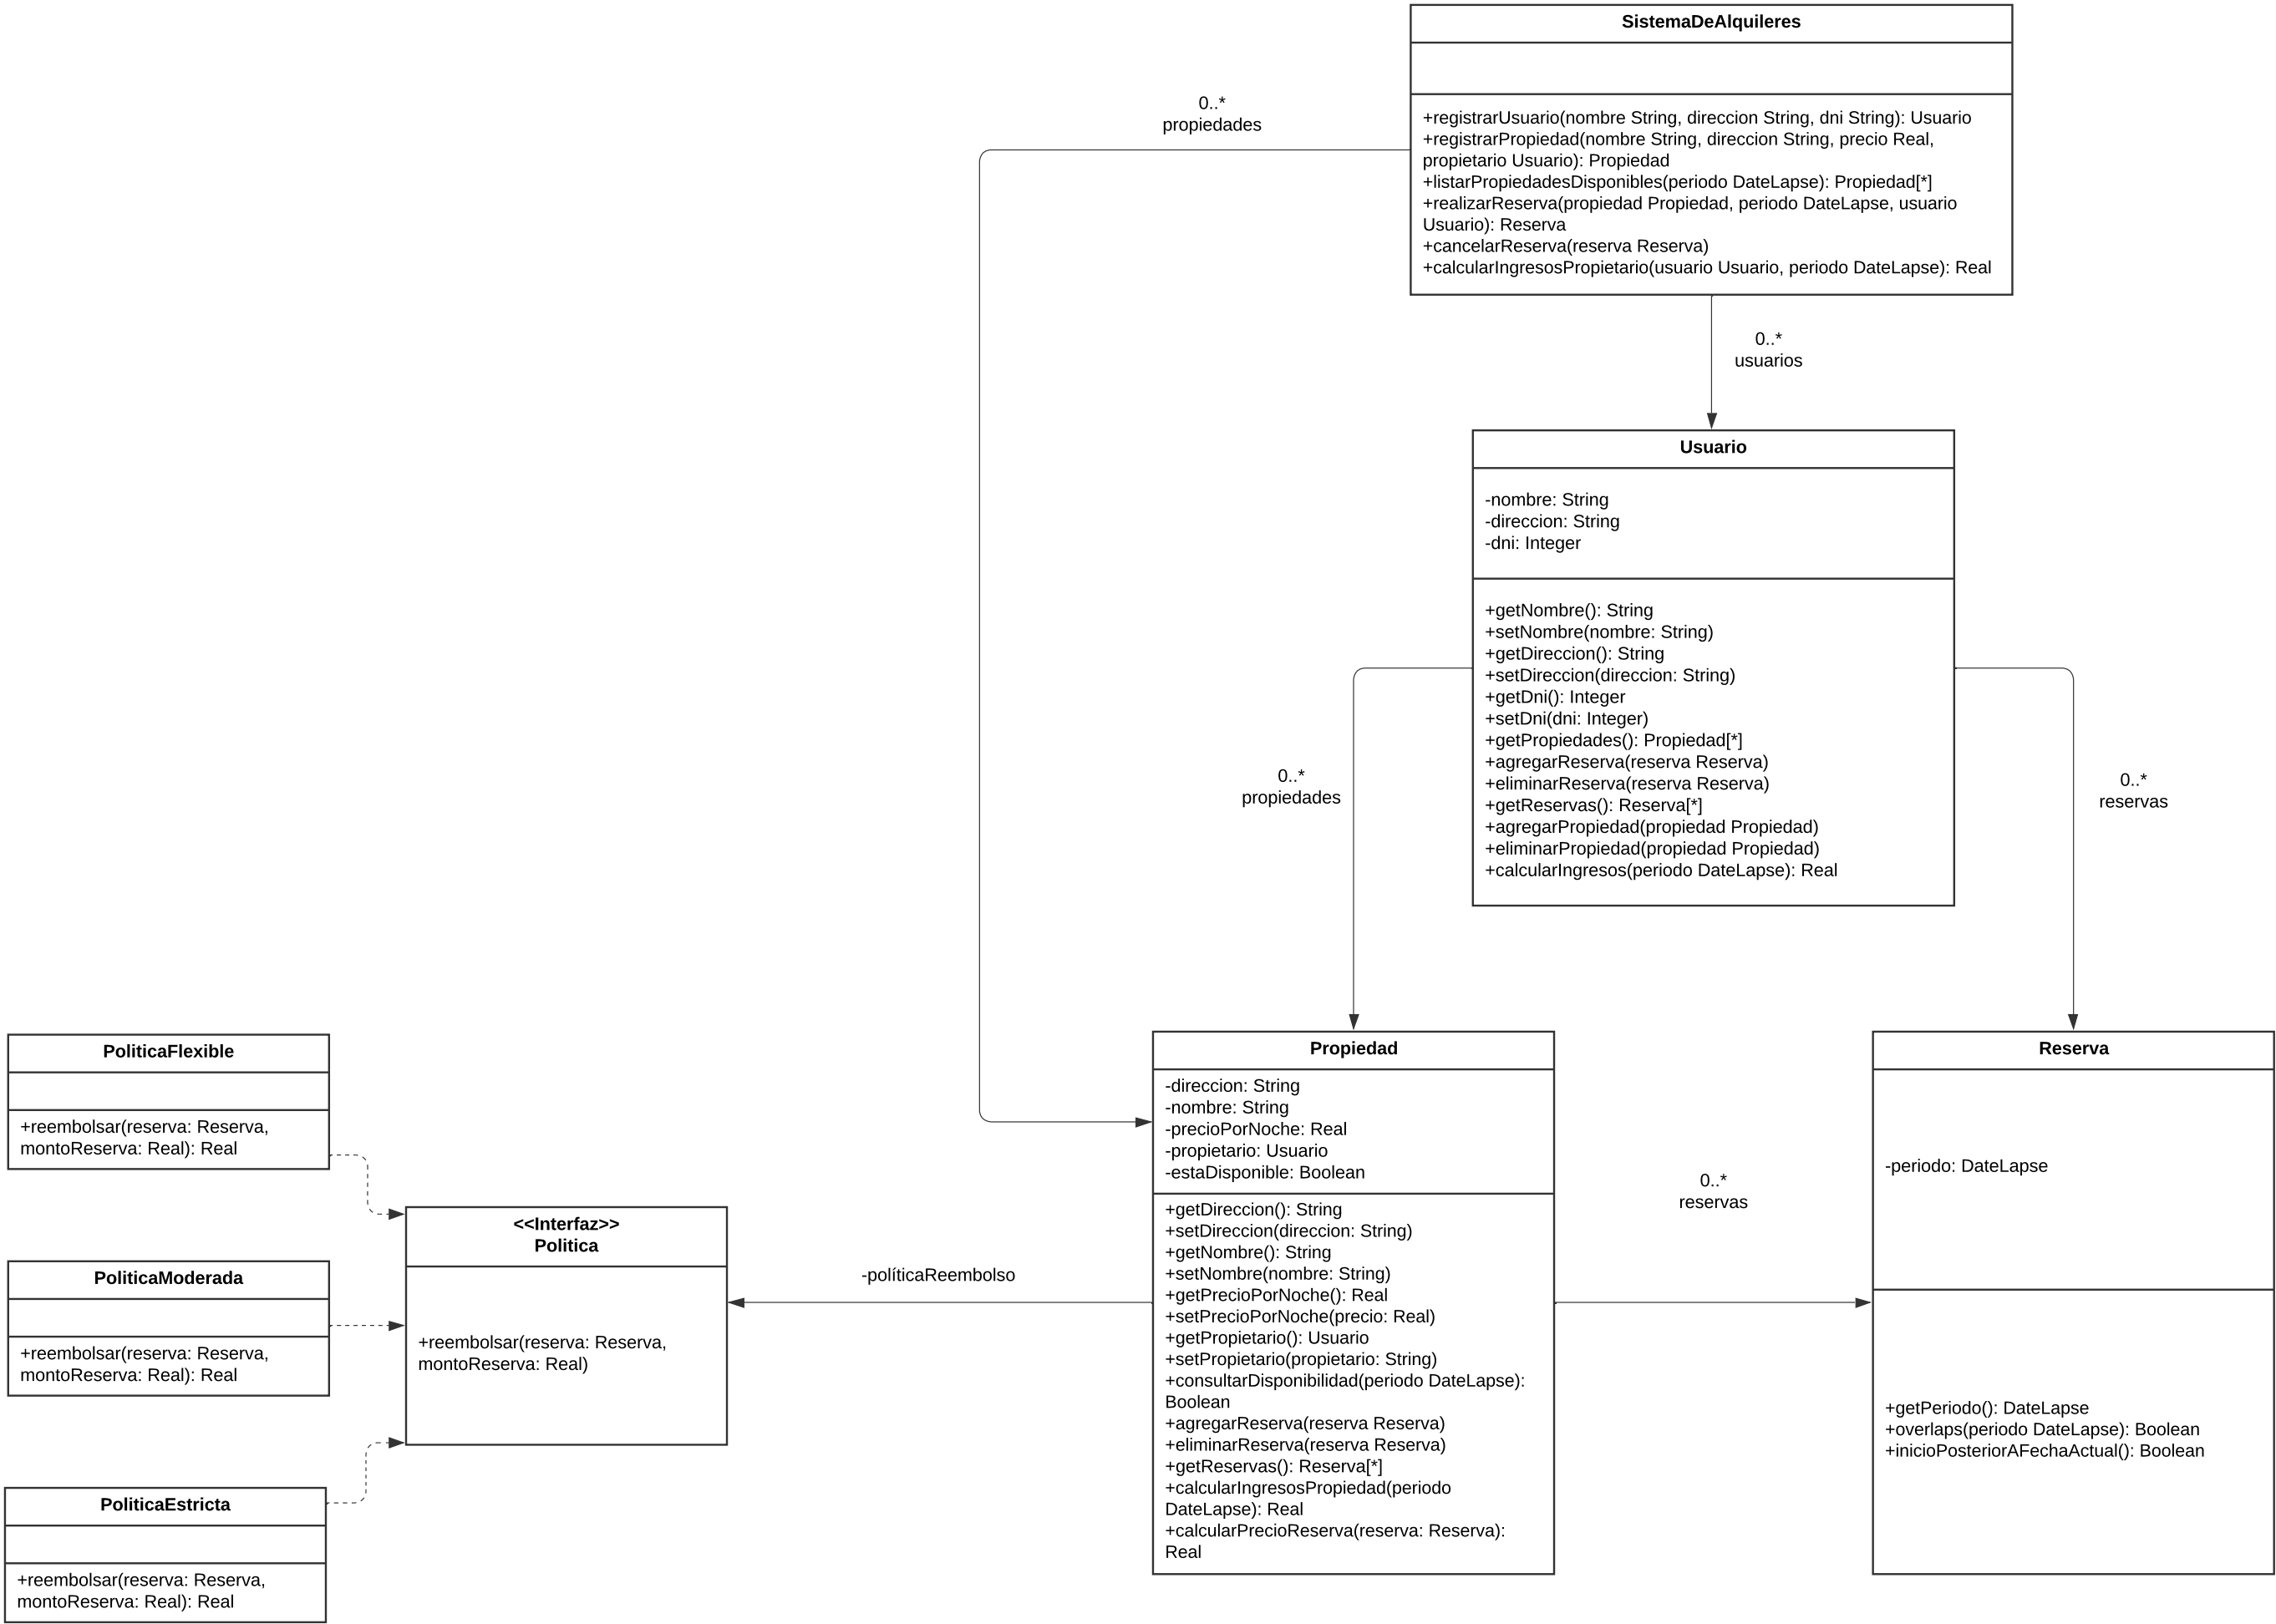 SistemaDeAlquileres
+registrarUsuario(nombre String, direccion String, dni String): Usuario
+registrarPropiedad(nombre String, direccion String, precio Real,
propietario Usuario): Propiedad
+listarPropiedadesDisponibles(periodo DateLapse): Propiedad[*]
+realizarReserva(propiedad Propiedad, periodo DateLapse, usuario
Usuario): Reserva
+cancelarReserva(reserva Reserva)
+calcularIngresosPropietario(usuario Usuario, periodo DateLapse): Real
0..*
propiedades
0..*
usuarios
Usuario
-nombre: String
-direccion: String
-dni: Integer
+getNombre(): String
+setNombre(nombre: String)
+getDireccion(): String
+setDireccion(direccion: String)
+getDni(): Integer
+setDni(dni: Integer)
+getPropiedades(): Propiedad[*]
+agregarReserva(reserva Reserva)
+eliminarReserva(reserva Reserva)
+getReservas(): Reserva[*]
+agregarPropiedad(propiedad Propiedad)
+eliminarPropiedad(propiedad Propiedad)
+calcularIngresos(periodo DateLapse): Real
0..*
propiedades
0..*
reservas
PoliticaFlexible
+reembolsar(reserva: Reserva,
montoReserva: Real): Real
PoliticaModerada
+reembolsar(reserva: Reserva,
montoReserva: Real): Real
PoliticaEstricta
+reembolsar(reserva: Reserva,
montoReserva: Real): Real
<<Interfaz>>
Politica
+reembolsar(reserva: Reserva,
montoReserva: Real)
-políticaReembolso
Propiedad
-direccion: String
-nombre: String
-precioPorNoche: Real
-propietario: Usuario
-estaDisponible: Boolean
+getDireccion(): String
+setDireccion(direccion: String)
+getNombre(): String
+setNombre(nombre: String)
+getPrecioPorNoche(): Real
+setPrecioPorNoche(precio: Real)
+getPropietario(): Usuario
+setPropietario(propietario: String)
+consultarDisponibilidad(periodo DateLapse):
Boolean
+agregarReserva(reserva Reserva)
+eliminarReserva(reserva Reserva)
+getReservas(): Reserva[*]
+calcularIngresosPropiedad(periodo
DateLapse): Real
+calcularPrecioReserva(reserva: Reserva):
Real
0..*
reservas
Reserva
-periodo: DateLapse
+getPeriodo(): DateLapse
+overlaps(periodo DateLapse): Boolean
+inicioPosteriorAFechaActual(): Boolean